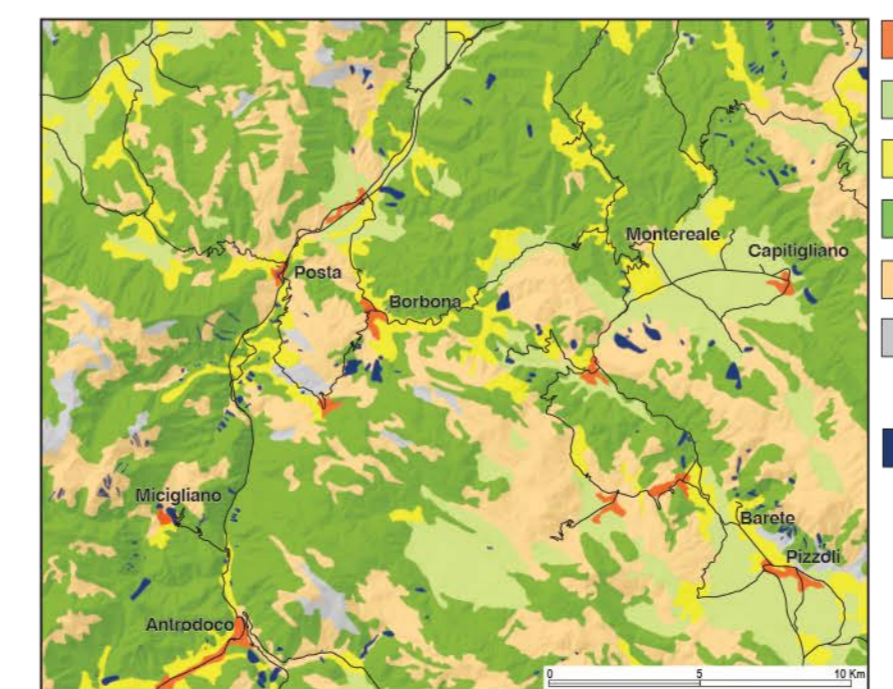 Montereale
Capitigliano
Posta
Borbona
Micigliano
Barete
Pizzoli
Antrodoco
0 5 10 Km